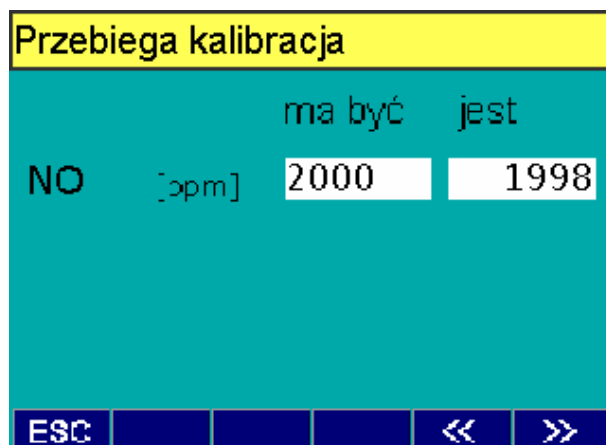 Przebiega kalibracja
ma być jest
NO [ppm] 2000 1998
ESC << >>